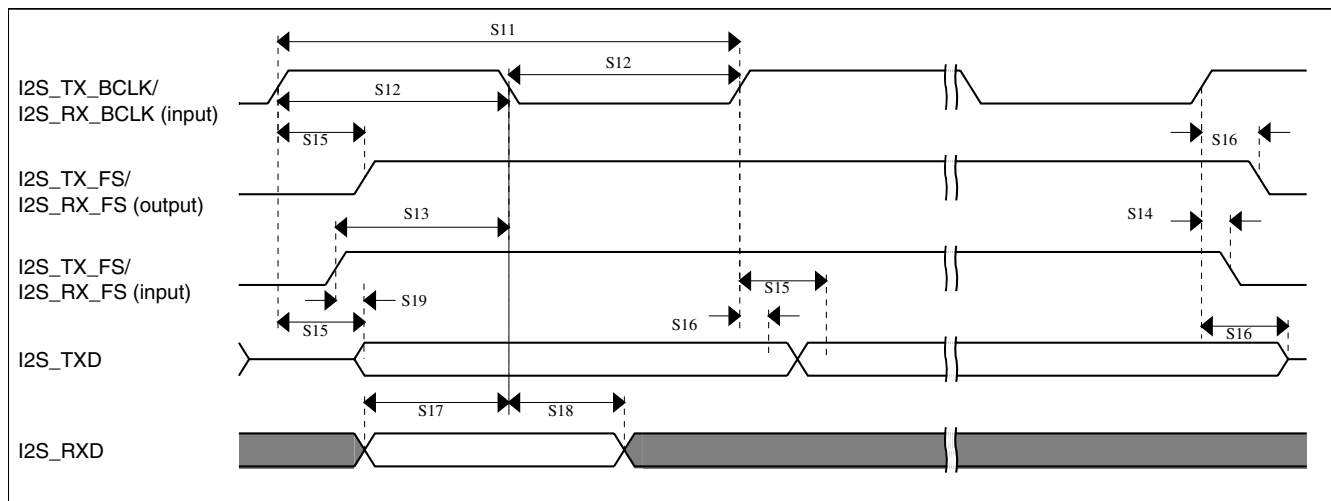 S11
S12
I2S_TX_BCLK/
I2S_RX_BCLK (input)
S12
S15
S16
I2S_TX_FS/
I2S_RX_FS (output)
S13
S14
I2S_TX_FS/
I2S_RX_FS (input)
S15
S19
S15
S16
S16
I2S_TXD
S17
S18
I2S_RXD